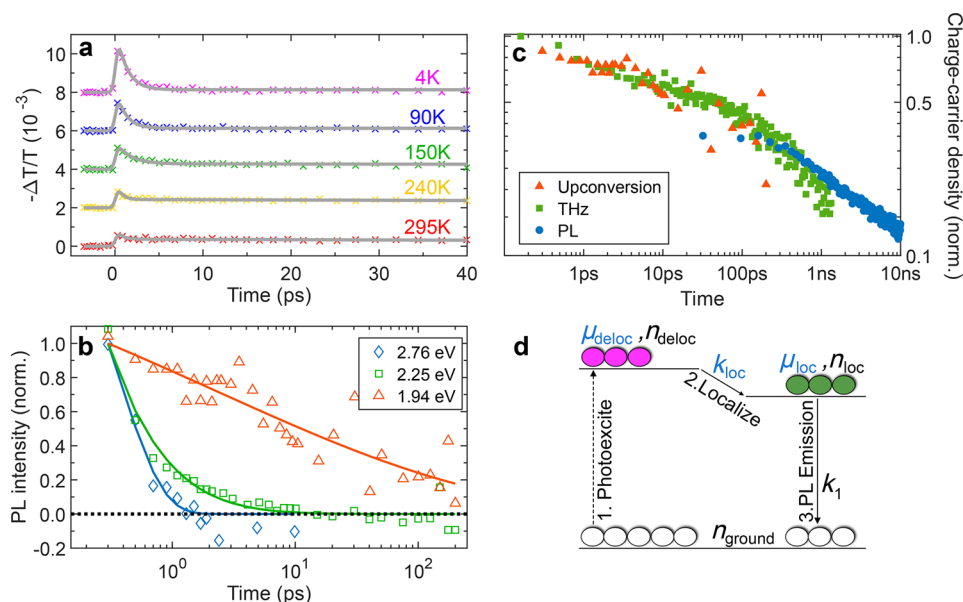 a
-ΔT/T (10⁻³)
10
8
6
4
2
0
4K
90K
150K
240K
295K
0
10
20
30
40
Time (ps)
c
1.0
0.5
0.1
Charge-carrier density (norm.)
Upconversion
THz
PL
1ps
10ps
100ps
1ns
10ns
Time
b
PL intensity (norm.)
1.0
0.8
0.6
0.4
0.2
0.0
-0.2
2.76 eV
2.25 eV
1.94 eV
10⁰
10¹
10²
Time (ps)
d
μdeloc ,ndeloc
kloc
μloc ,nloc
2.Localize
1. Photoexcite
3.PL Emission
k₁
nground